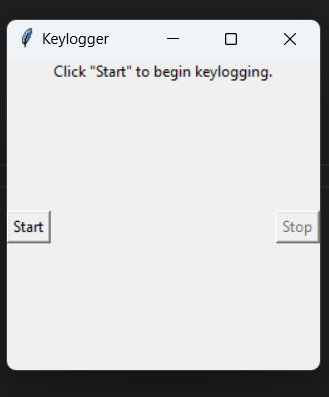 Keylogger
Click "Start" to begin keylogging.
Start
Stop